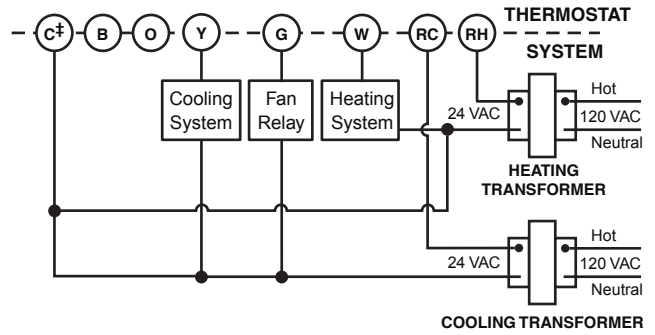 THERMOSTAT
C‡ B O Y G W RC RH
SYSTEM
Cooling
System
Fan
Relay
Heating
System
24 VAC
Hot
120 VAC
Neutral
HEATING
TRANSFORMER
24 VAC
Hot
120 VAC
Neutral
COOLING TRANSFORMER